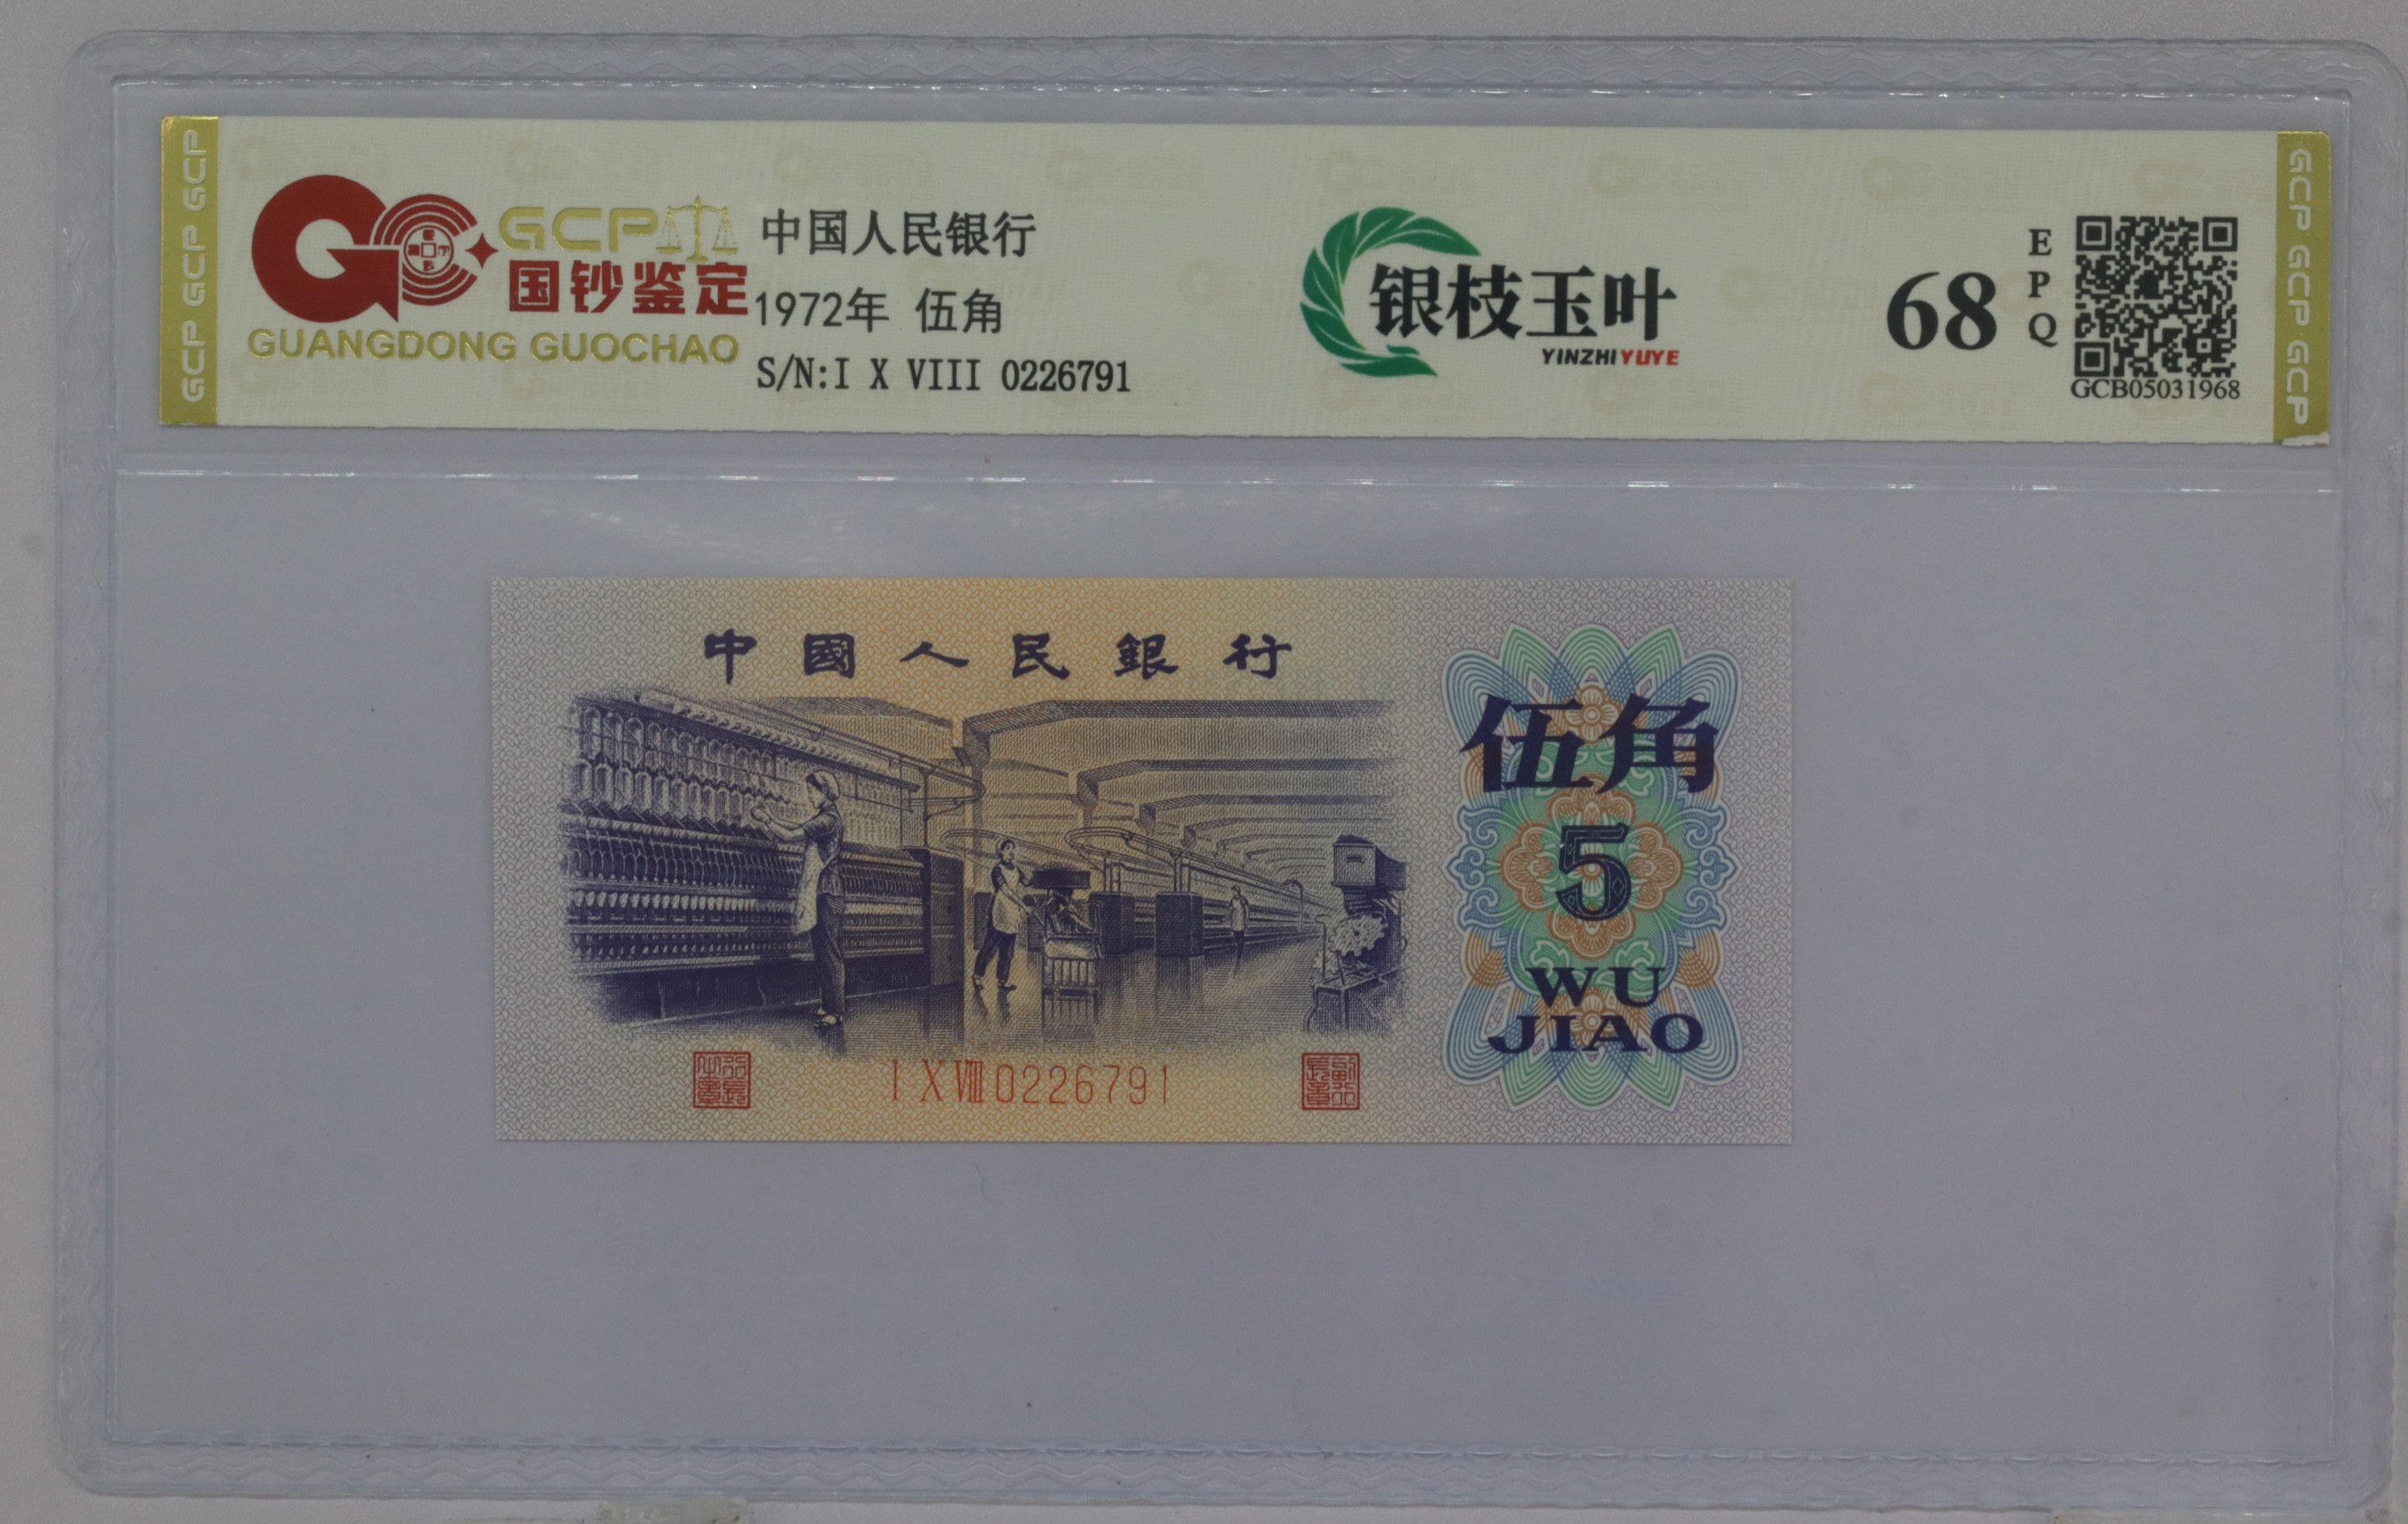 GCP GCP GCP
GCP
国钞鉴定
GUANGDONG GUOCHAO
中国人民银行
1972年 伍角
S/N:I X VIII 0226791
银枝玉叶
YINZHIYUYE
68
EPQ
GCB05031968
GCP GCP GCP
中國人民銀行
伍角
5
WU
JIAO
I X VIII 0226791